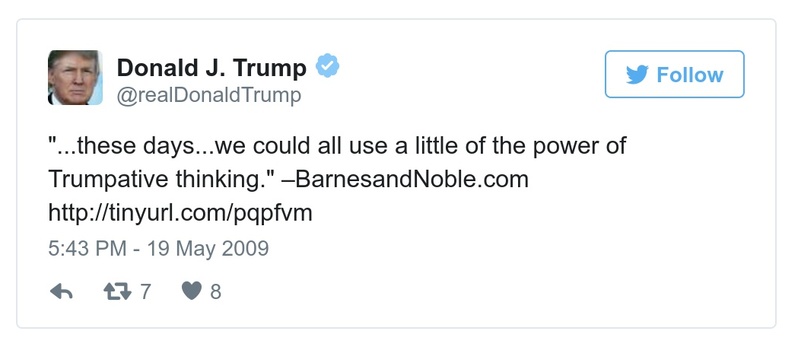 Donald J. Trump
@realDonaldTrump
Follow
"...these days...we could all use a little of the power of
Trumpative thinking." –BarnesandNoble.com
http://tinyurl.com/pqpfvm
5:43 PM - 19 May 2009
7 8